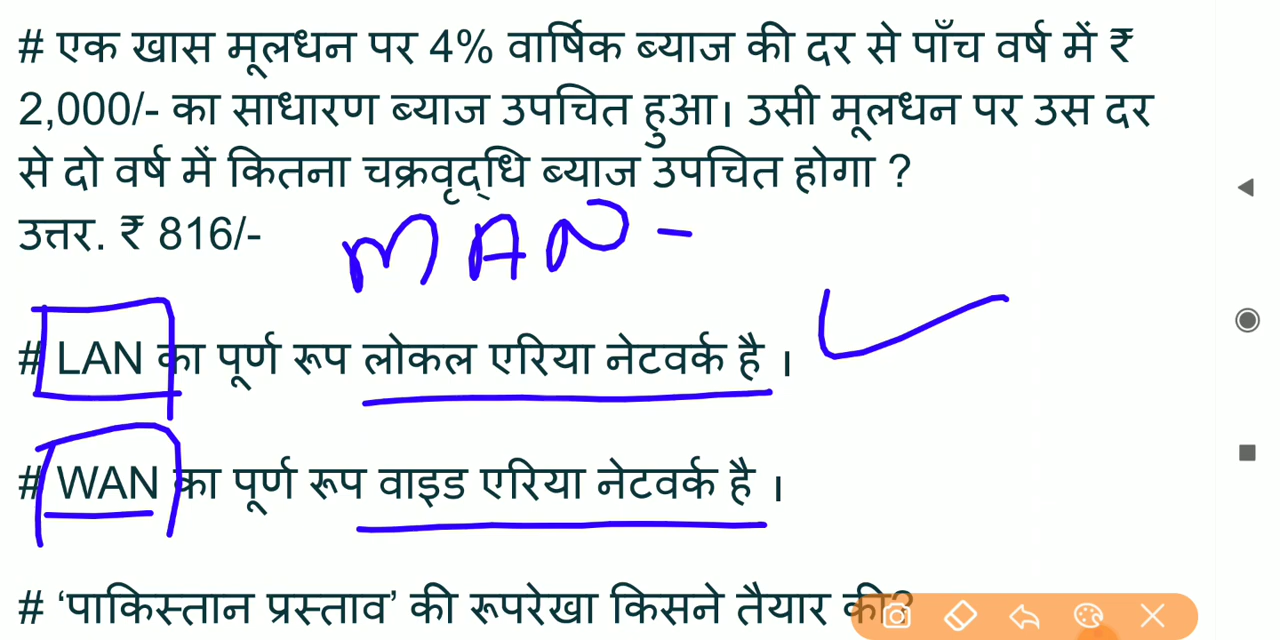 # एक खास मूलधन पर 4% वार्षिक ब्याज की दर से पाँच वर्ष में ₹
2,000/- का साधारण ब्याज उपचित हुआ। उसी मूलधन पर उस दर
से दो वर्ष में कितना चक्रवृद्धि ब्याज उपचित होगा ?
उत्तर. ₹ 816/-
MAN -
# LAN का पूर्ण रूप लोकल एरिया नेटवर्क है ।
# WAN का पूर्ण रूप वाइड एरिया नेटवर्क है ।
# ‘पाकिस्तान प्रस्ताव’ की रूपरेखा किसने तैयार की?